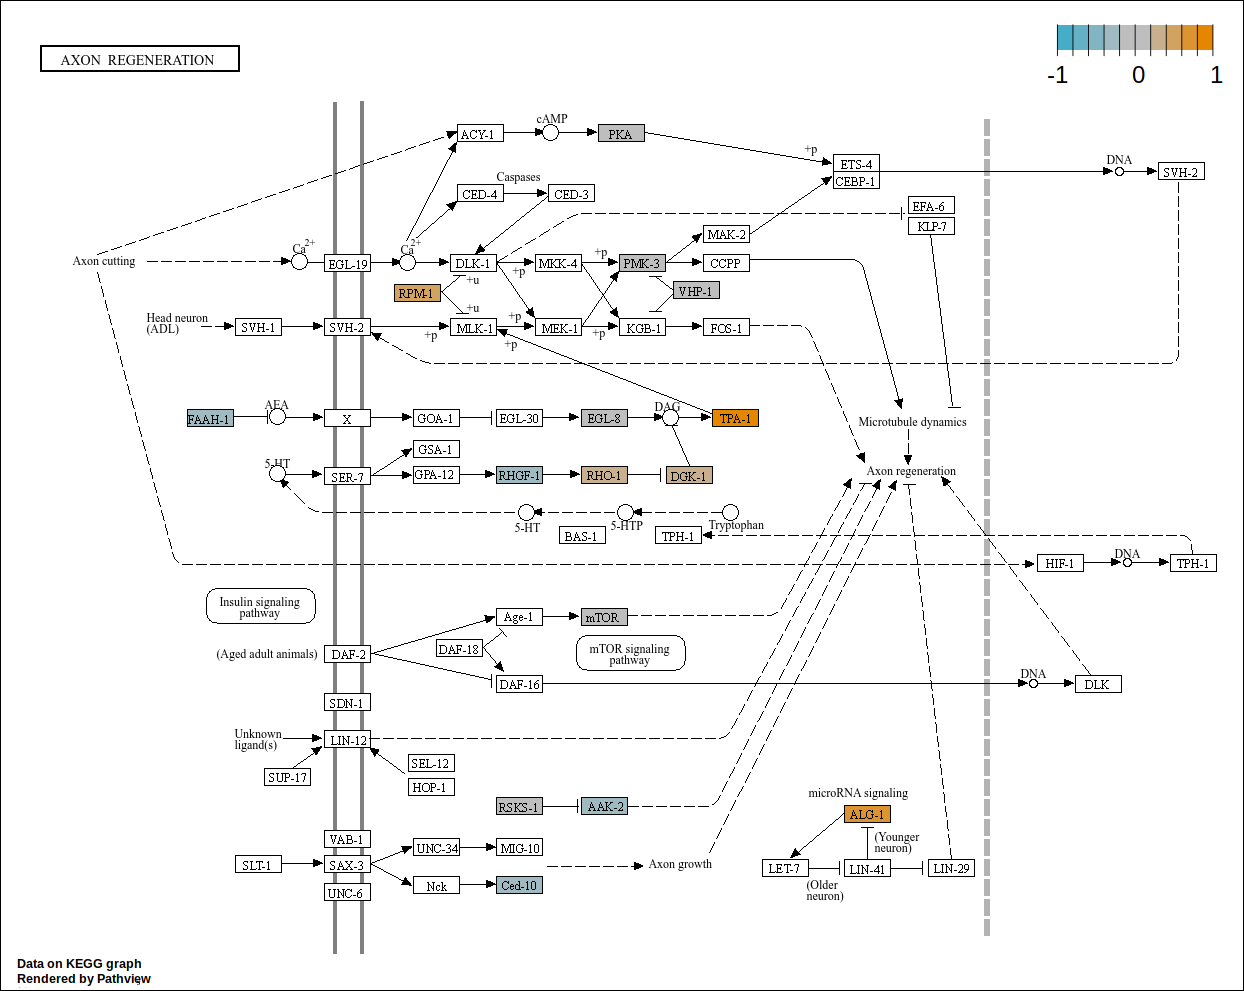 AXON REGENERATION
-1 0 1
cAMP
ACY-1
PKA
+p
ETS-4
CEBP-1
DNA
SVH-2
Caspases
CED-4
CED-3
EFA-6
KLP-7
MAK-2
Axon cutting
Ca2+
EGL-19
Ca2+
DLK-1
+p
MKK-4
+p
PMK-3
CCPP
RPM-1
+u
+u
VHP-1
Head neuron
(ADL)
SVH-1
SVH-2
+p
MLK-1
+p
+p
MEK-1
+p
KGB-1
FOS-1
FAAH-1
AEA
X
GOA-1
EGL-30
EGL-8
DAG
TPA-1
Microtubule dynamics
GSA-1
5-HT
SER-7
GPA-12
RHGF-1
RHO-1
DGK-1
Axon regeneration
5-HT
5-HTP
Tryptophan
BAS-1
TPH-1
HIF-1
DNA
TPH-1
Insulin signaling
pathway
Age-1
mTOR
(Aged adult animals)
DAF-2
DAF-18
mTOR signaling
pathway
DAF-16
DNA
DLK
SDN-1
Unknown
ligand(s)
LIN-12
SUP-17
SEL-12
HOP-1
RSKS-1
AAK-2
microRNA signaling
ALG-1
(Younger
neuron)
VAB-1
UNC-34
MIG-10
SLT-1
SAX-3
Axon growth
LET-7
LIN-41
LIN-29
(Older
neuron)
UNC-6
Nck
Ced-10
Data on KEGG graph
Rendered by Pathview